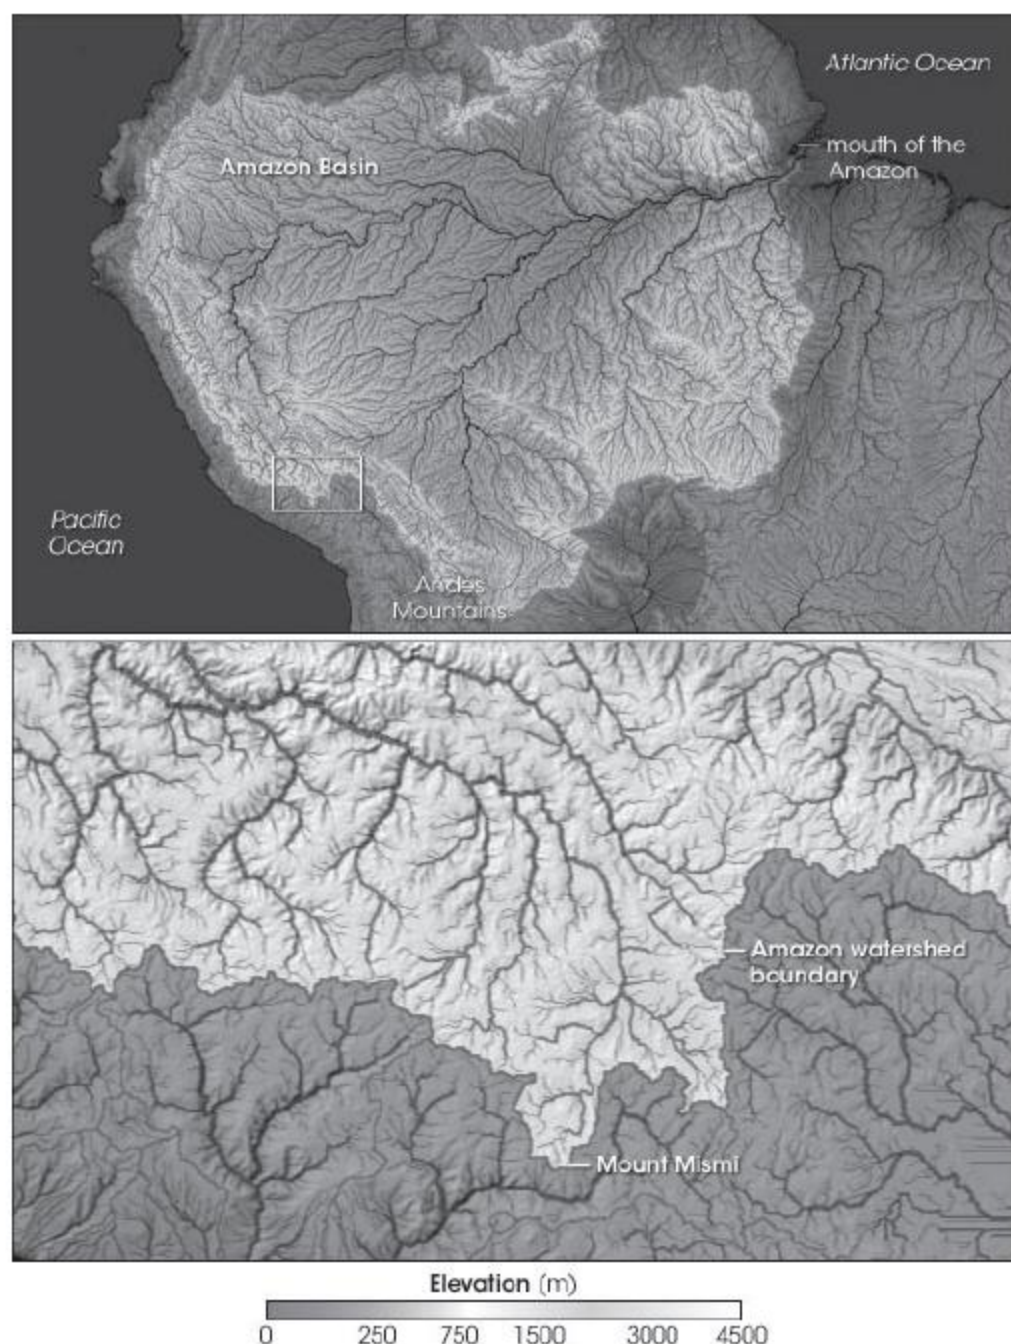 Atlantic Ocean
mouth of the
Amazon
Amazon Basin
Pacific
Ocean
Andes
Mountains
Amazon watershed
boundary
Mount Mismi
Elevation (m)
0 250 750 1500 3000 4500